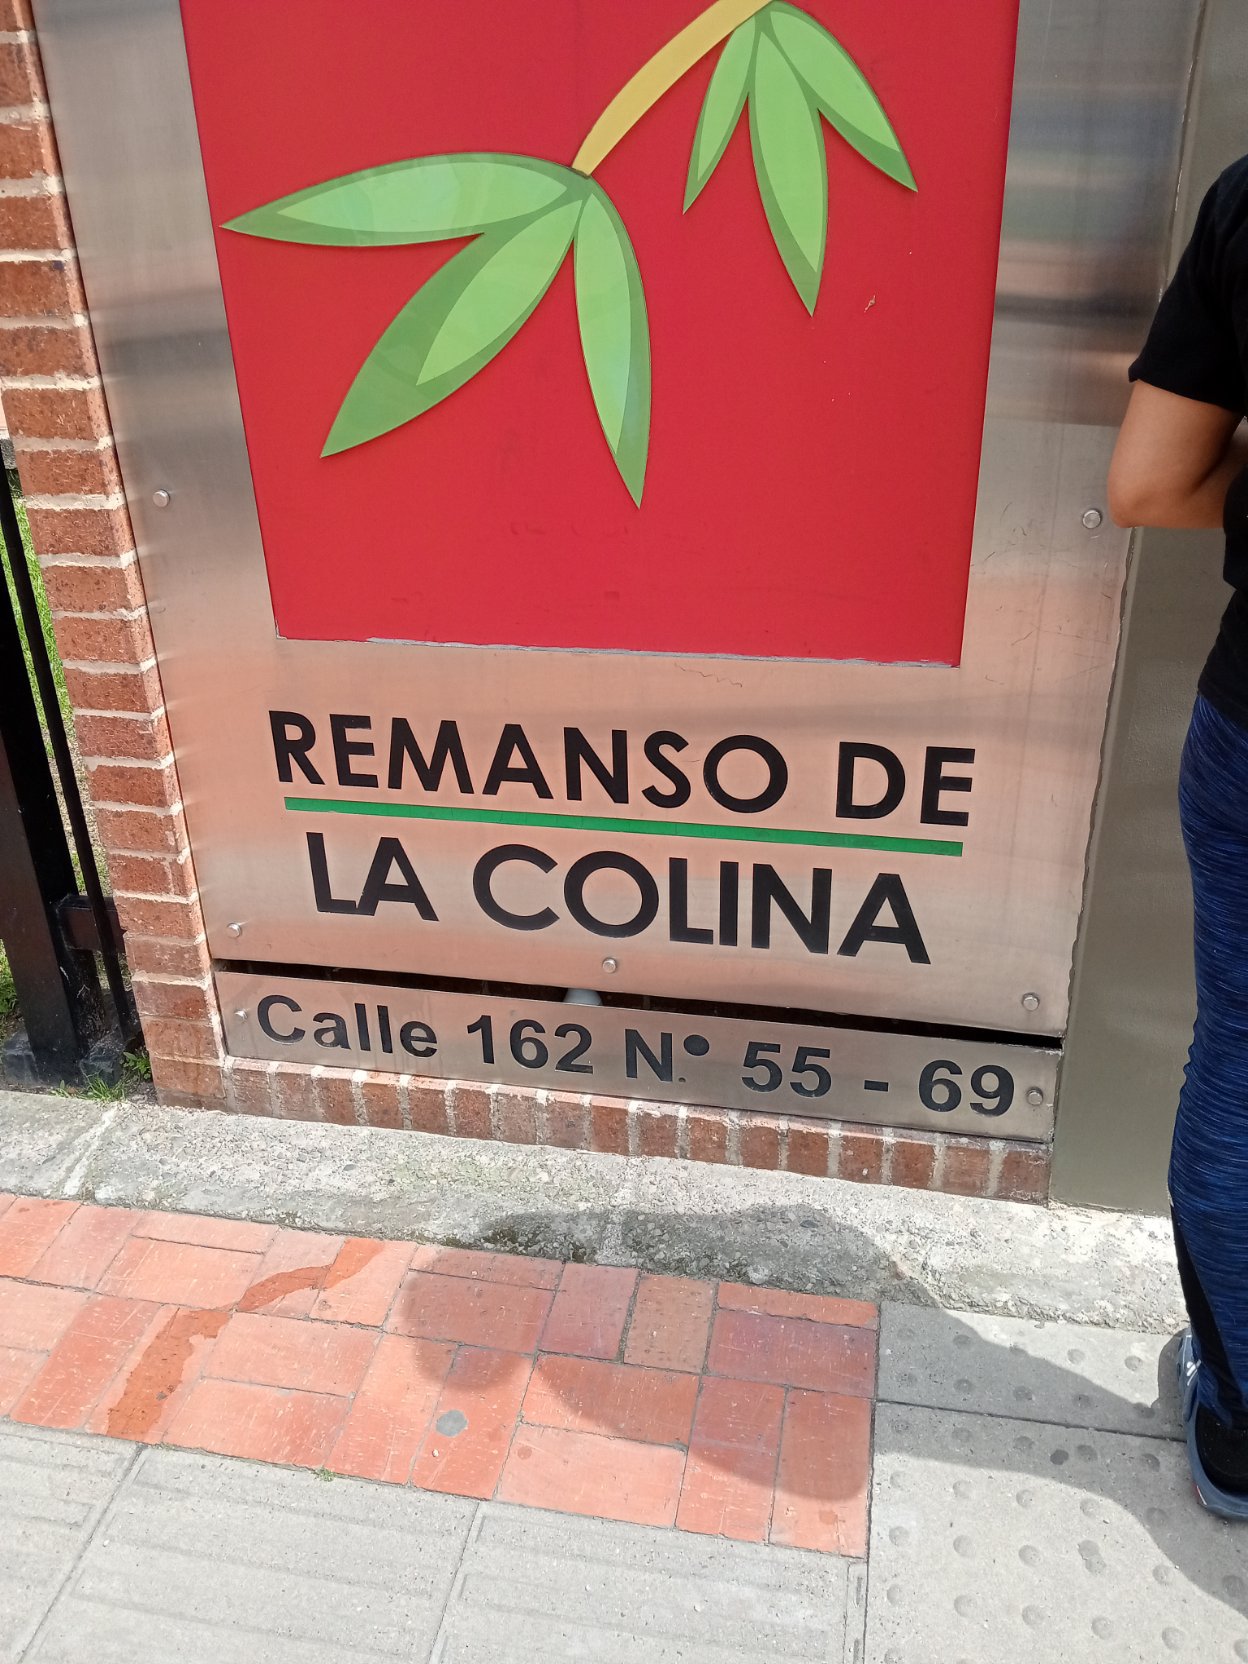 REMANSO DE
LA COLINA
Calle 162 N° 55 - 69